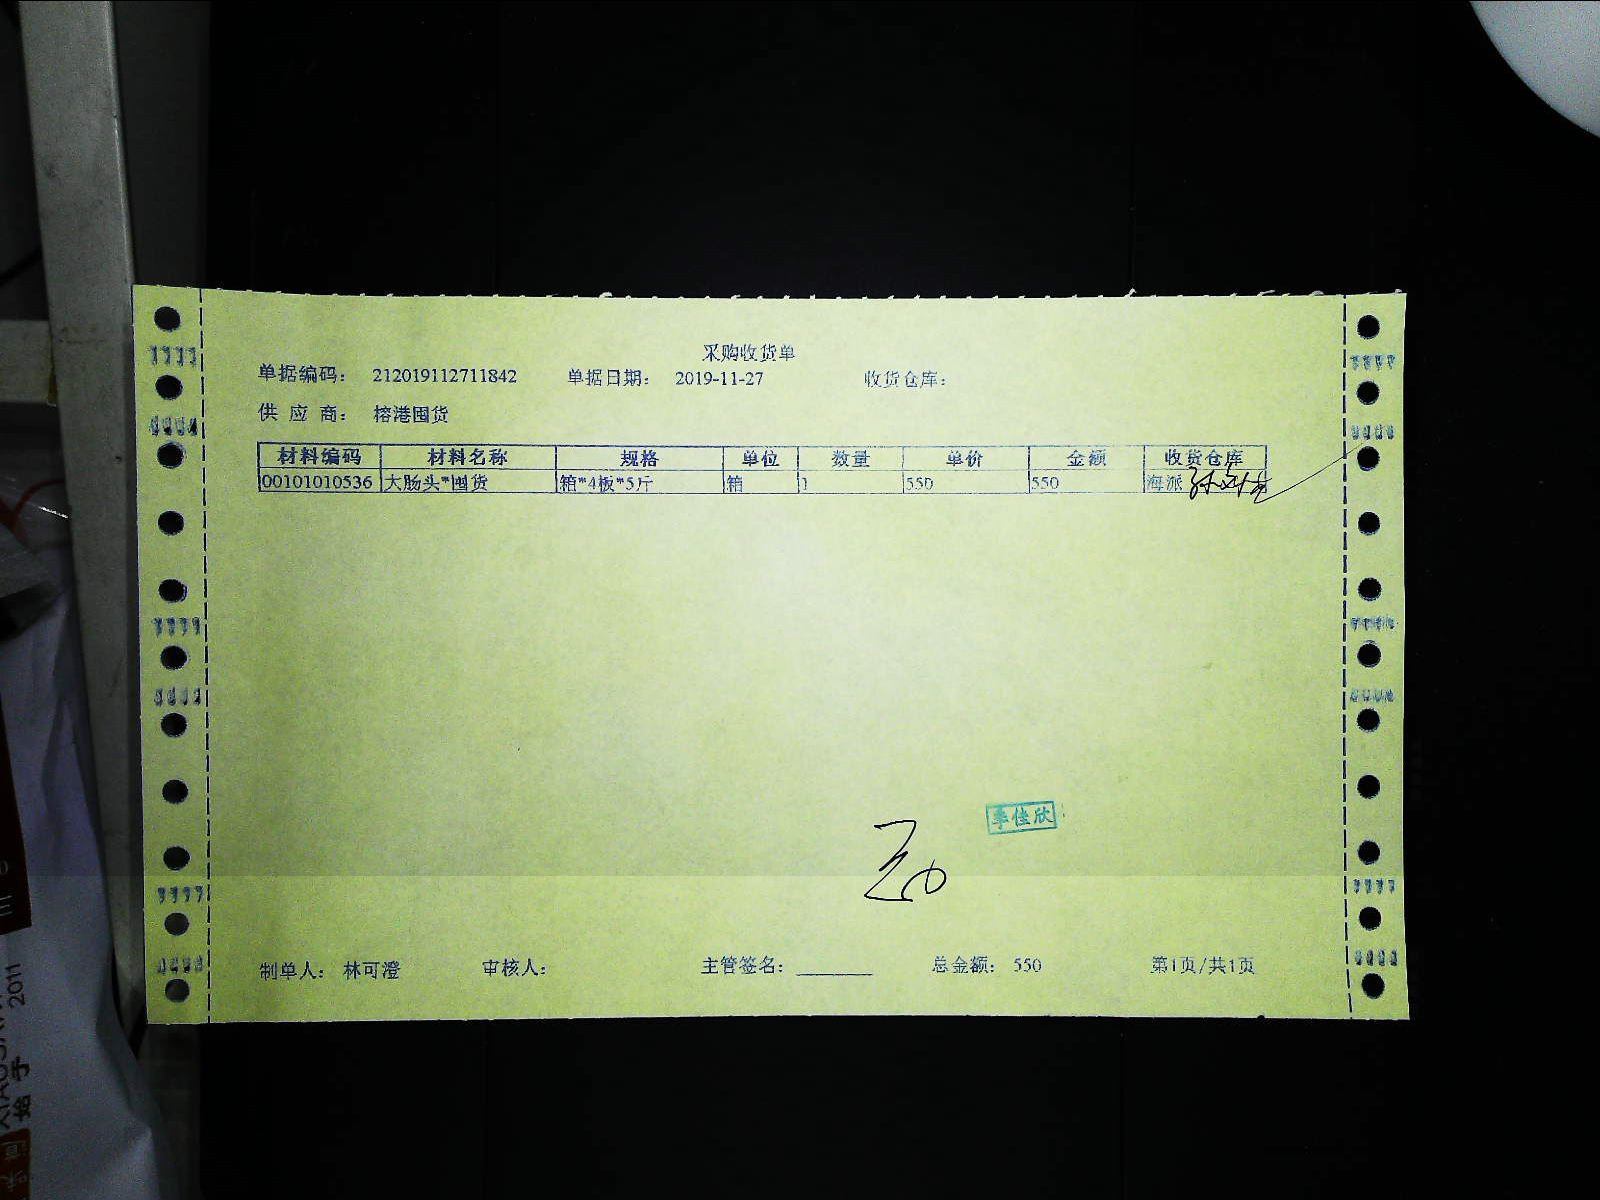 采购收货单
单据编码: 212019112711842 单据日期: 2019-11-27 收货仓库:
供应商: 榕港囤货
材料编码 材料名称 规格 单位 数量 单价 金额 收货仓库
00101010536 大肠头*囤货 箱*4板*5斤 箱 1 550 550 海派
李佳欣
制单人: 林可澄 审核人: 主管签名: ________ 总金额: 550 第1页/共1页
2011